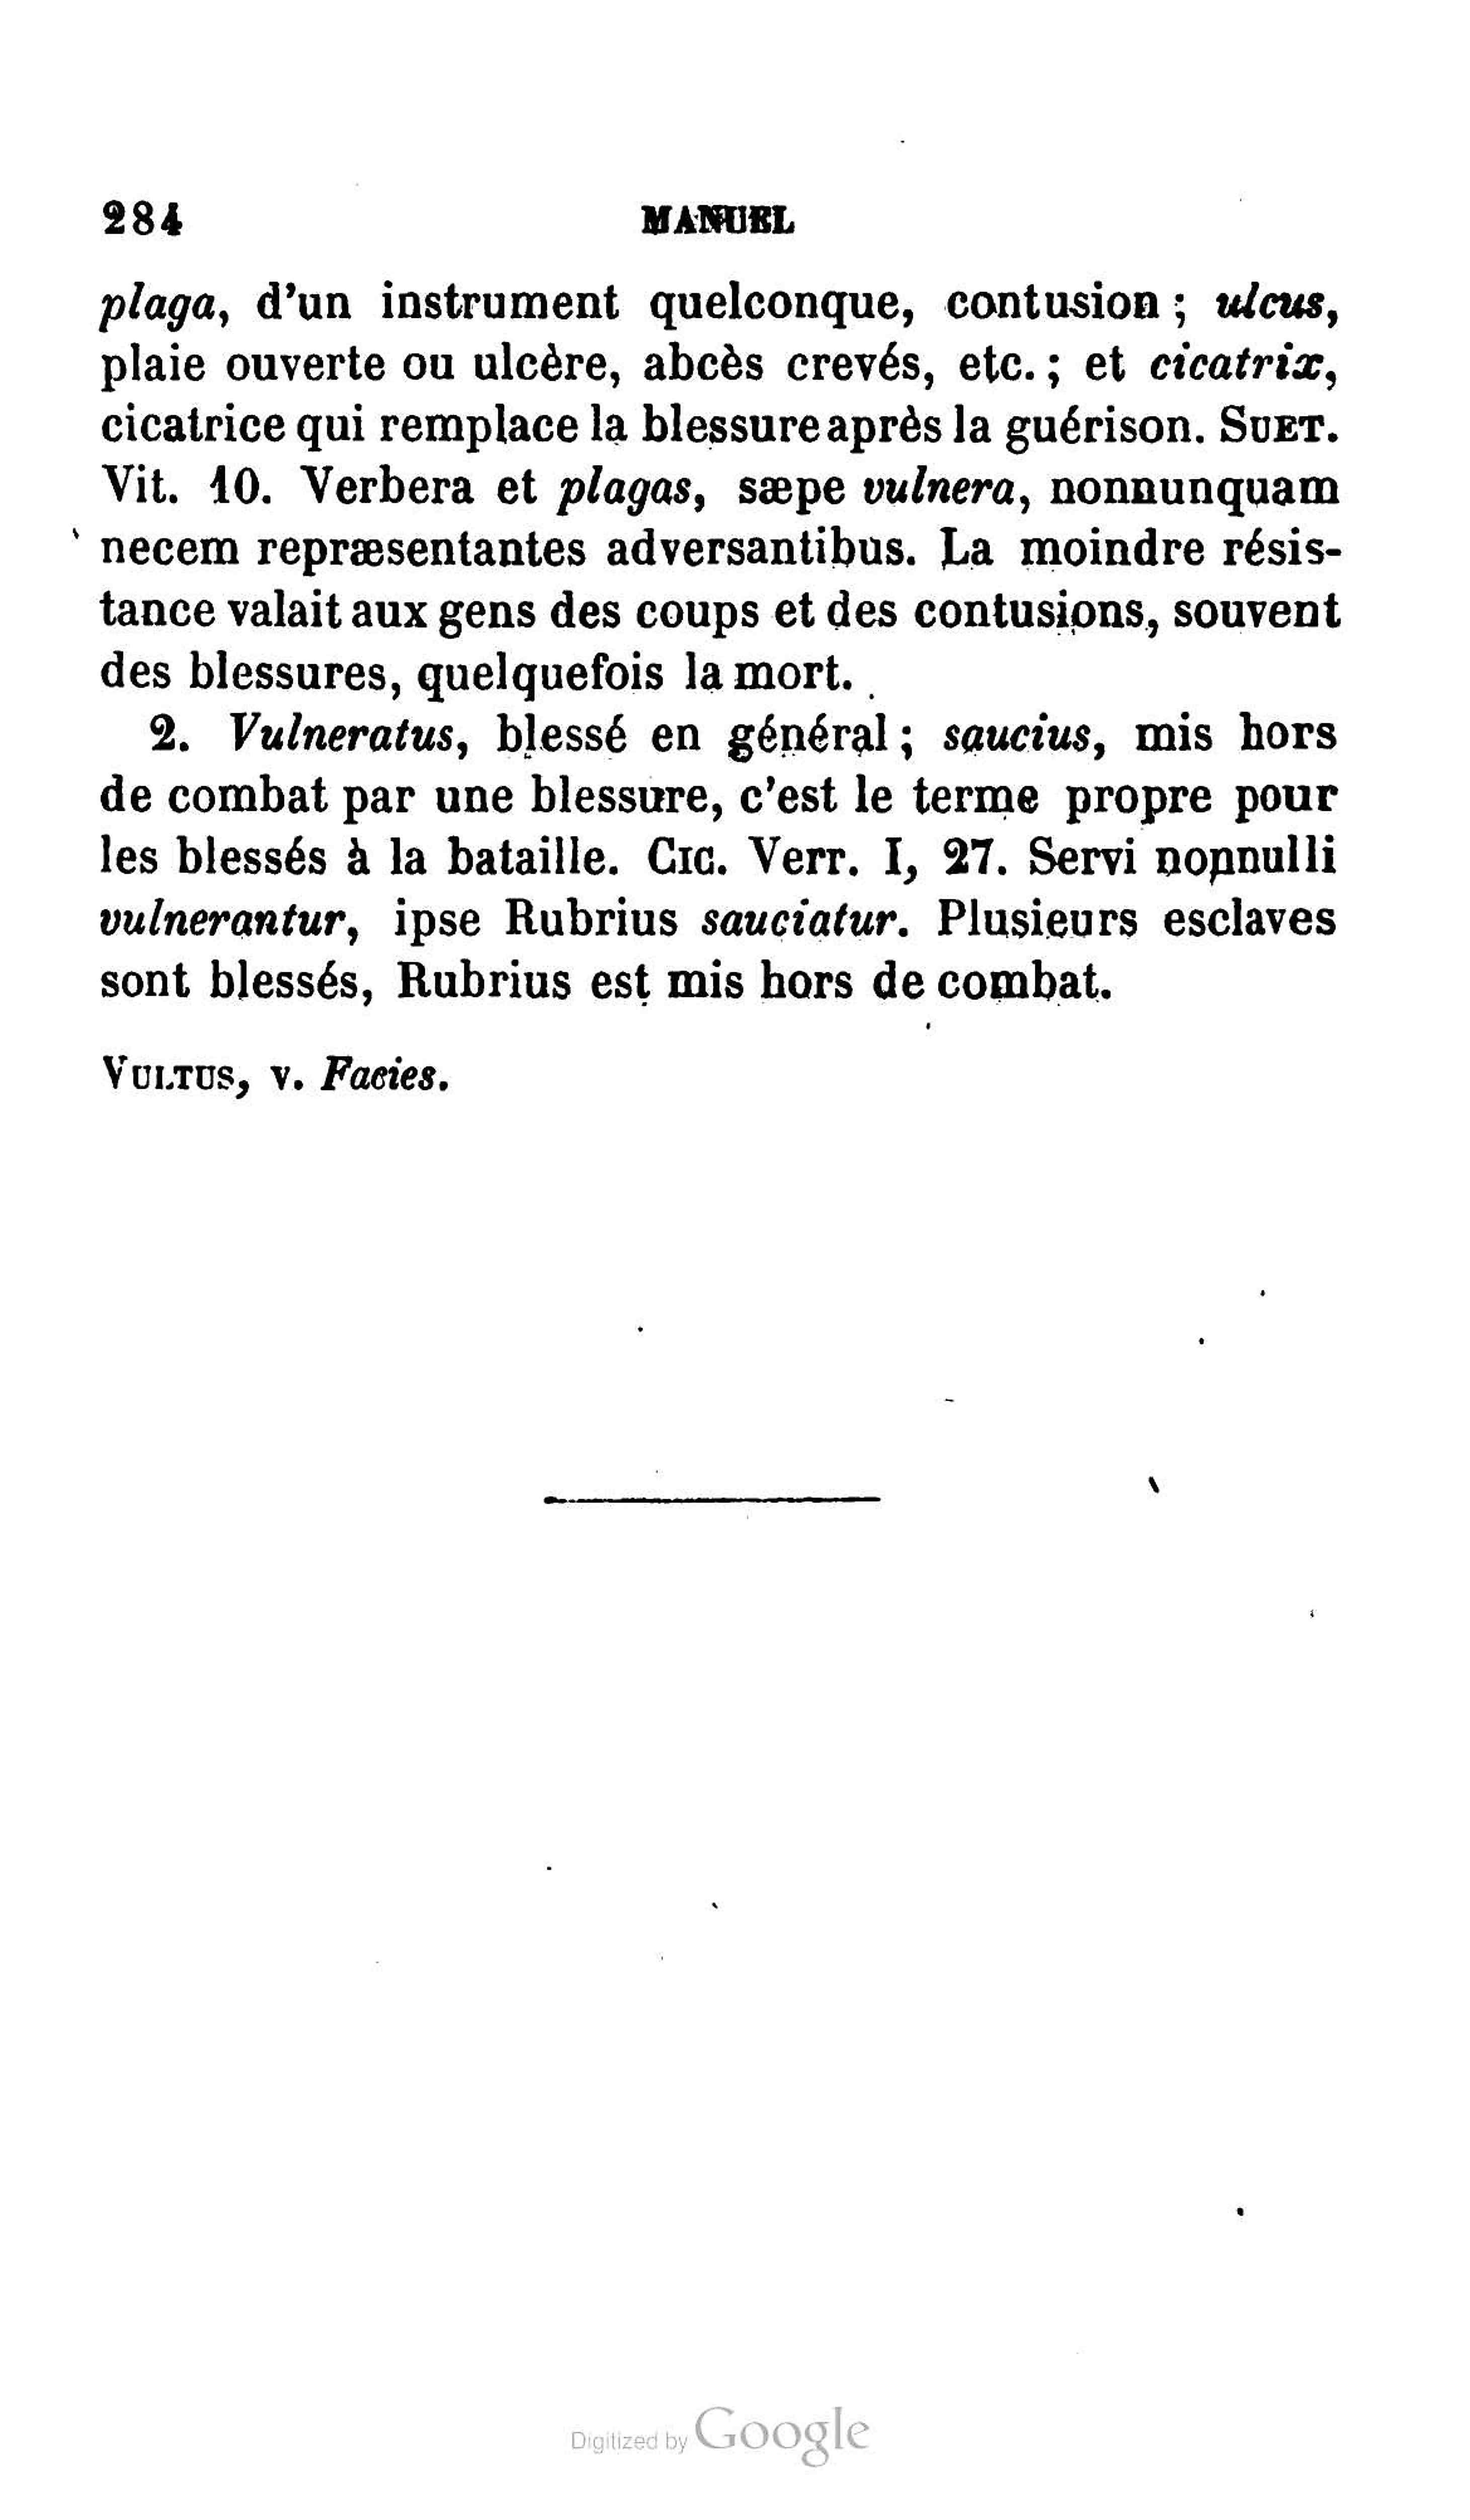 284 MANUEL
plaga, d'un instrument quelconque, contusion ; ulcus,
plaie ouverte ou ulcère, abcès crevés, etc. ; et cicatrix,
cicatrice qui remplace la blessure après la guérison. SUET.
Vit. 10. Verbera et plagas, sæpe vulnera, nonnunquam
necem repræsentantes adversantibus. La moindre résis-
tance valait aux gens des coups et des contusions, souvent
des blessures, quelquefois la mort.
2. Vulneratus, blessé en général ; saucius, mis hors
de combat par une blessure, c'est le terme propre pour
les blessés à la bataille. CIC. Verr. I, 27. Servi nonnulli
vulnerantur, ipse Rubrius sauciatur. Plusieurs esclaves
sont blessés, Rubrius est mis hors de combat.
VULTUS, v. Facies.
Digitized by Google